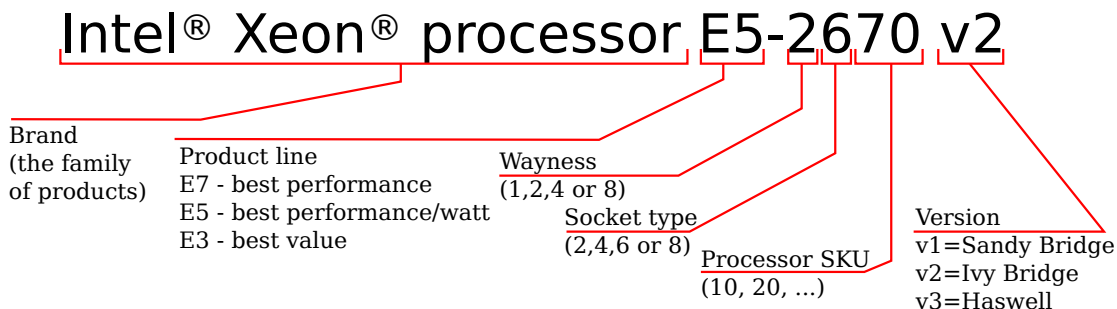 Intel® Xeon® processor E5-2670 v2
Brand
(the family
of products)
Product line
E7 - best performance
E5 - best performance/watt
E3 - best value
Wayness
(1,2,4 or 8)
Socket type
(2,4,6 or 8)
Processor SKU
(10, 20, ...)
Version
v1=Sandy Bridge
v2=Ivy Bridge
v3=Haswell